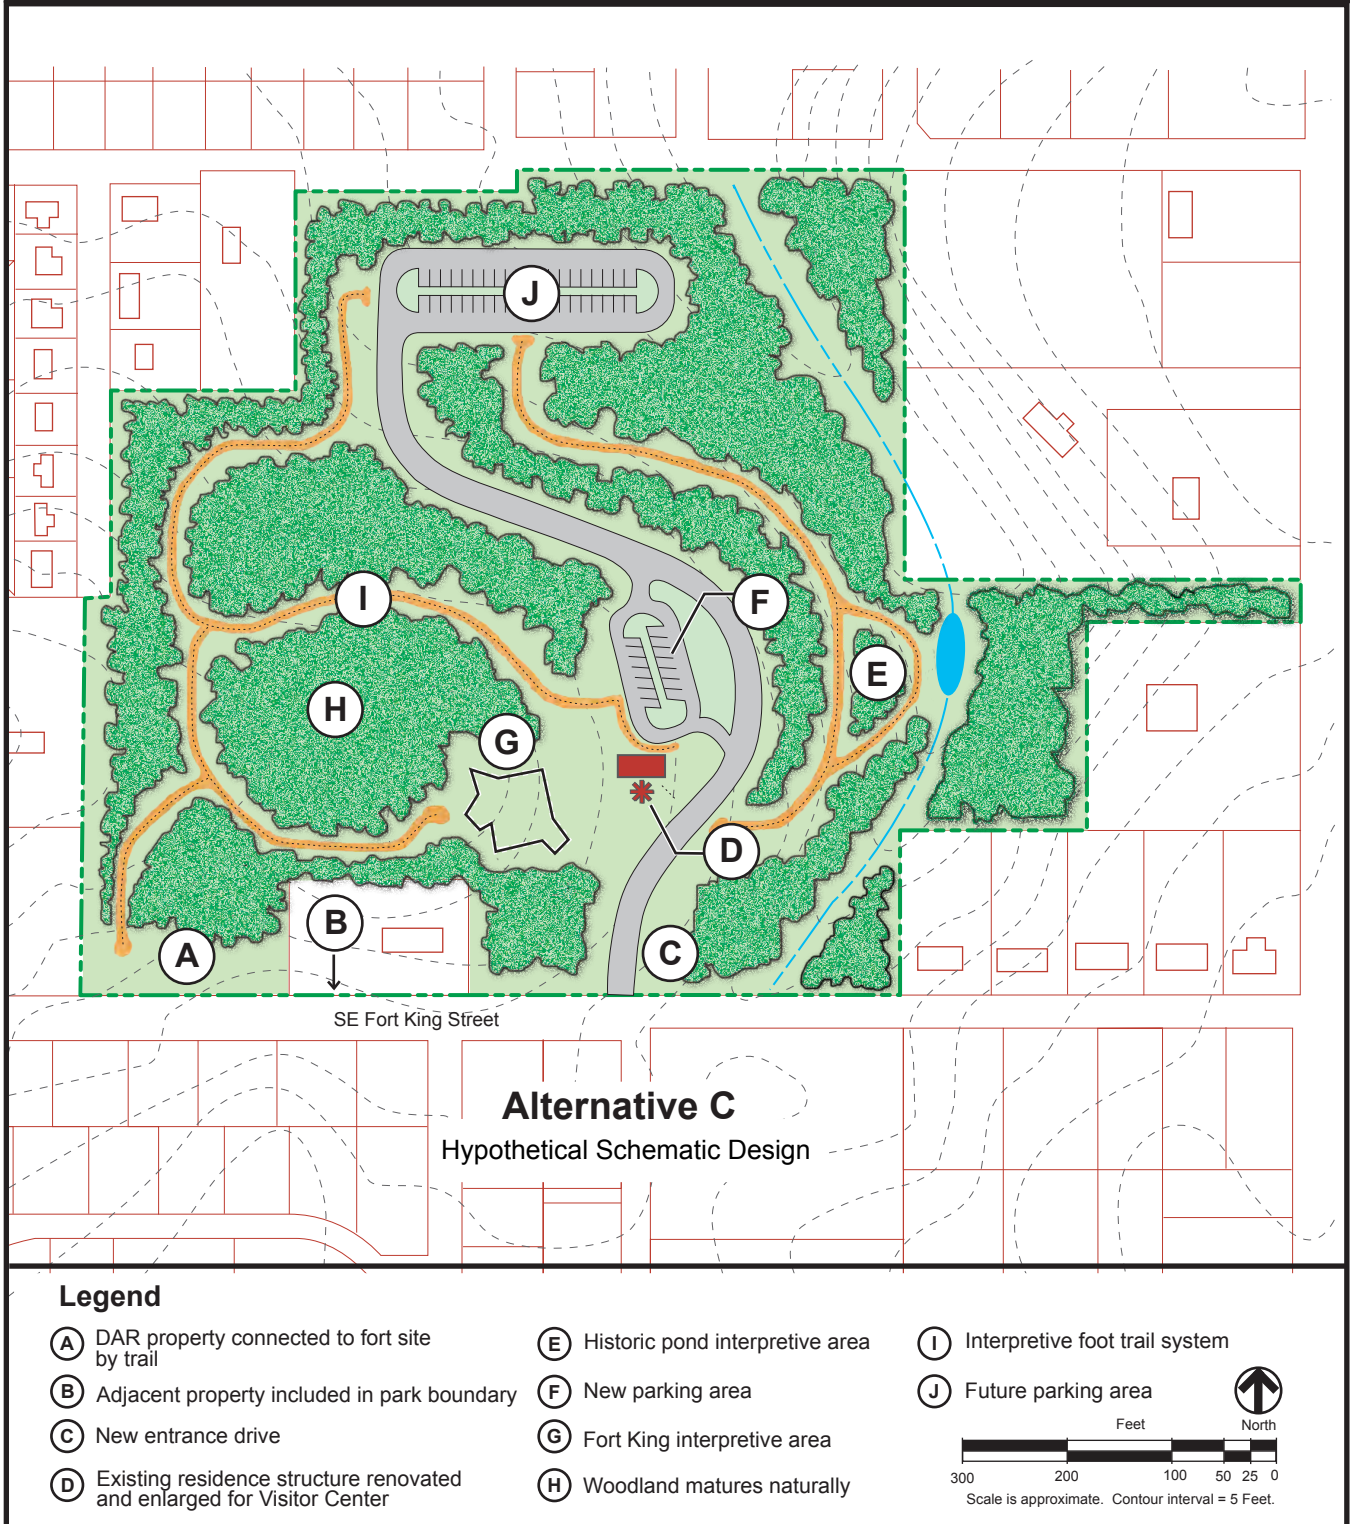 J
I
F
E
H
G
D
B
A
C
SE Fort King Street
Alternative C
Hypothetical Schematic Design
Legend
A DAR property connected to fort site
by trail
B Adjacent property included in park boundary
C New entrance drive
D Existing residence structure renovated
and enlarged for Visitor Center
E Historic pond interpretive area
F New parking area
G Fort King interpretive area
H Woodland matures naturally
I Interpretive foot trail system
J Future parking area
Feet
North
300 200 100 50 25 0
Scale is approximate. Contour interval = 5 Feet.